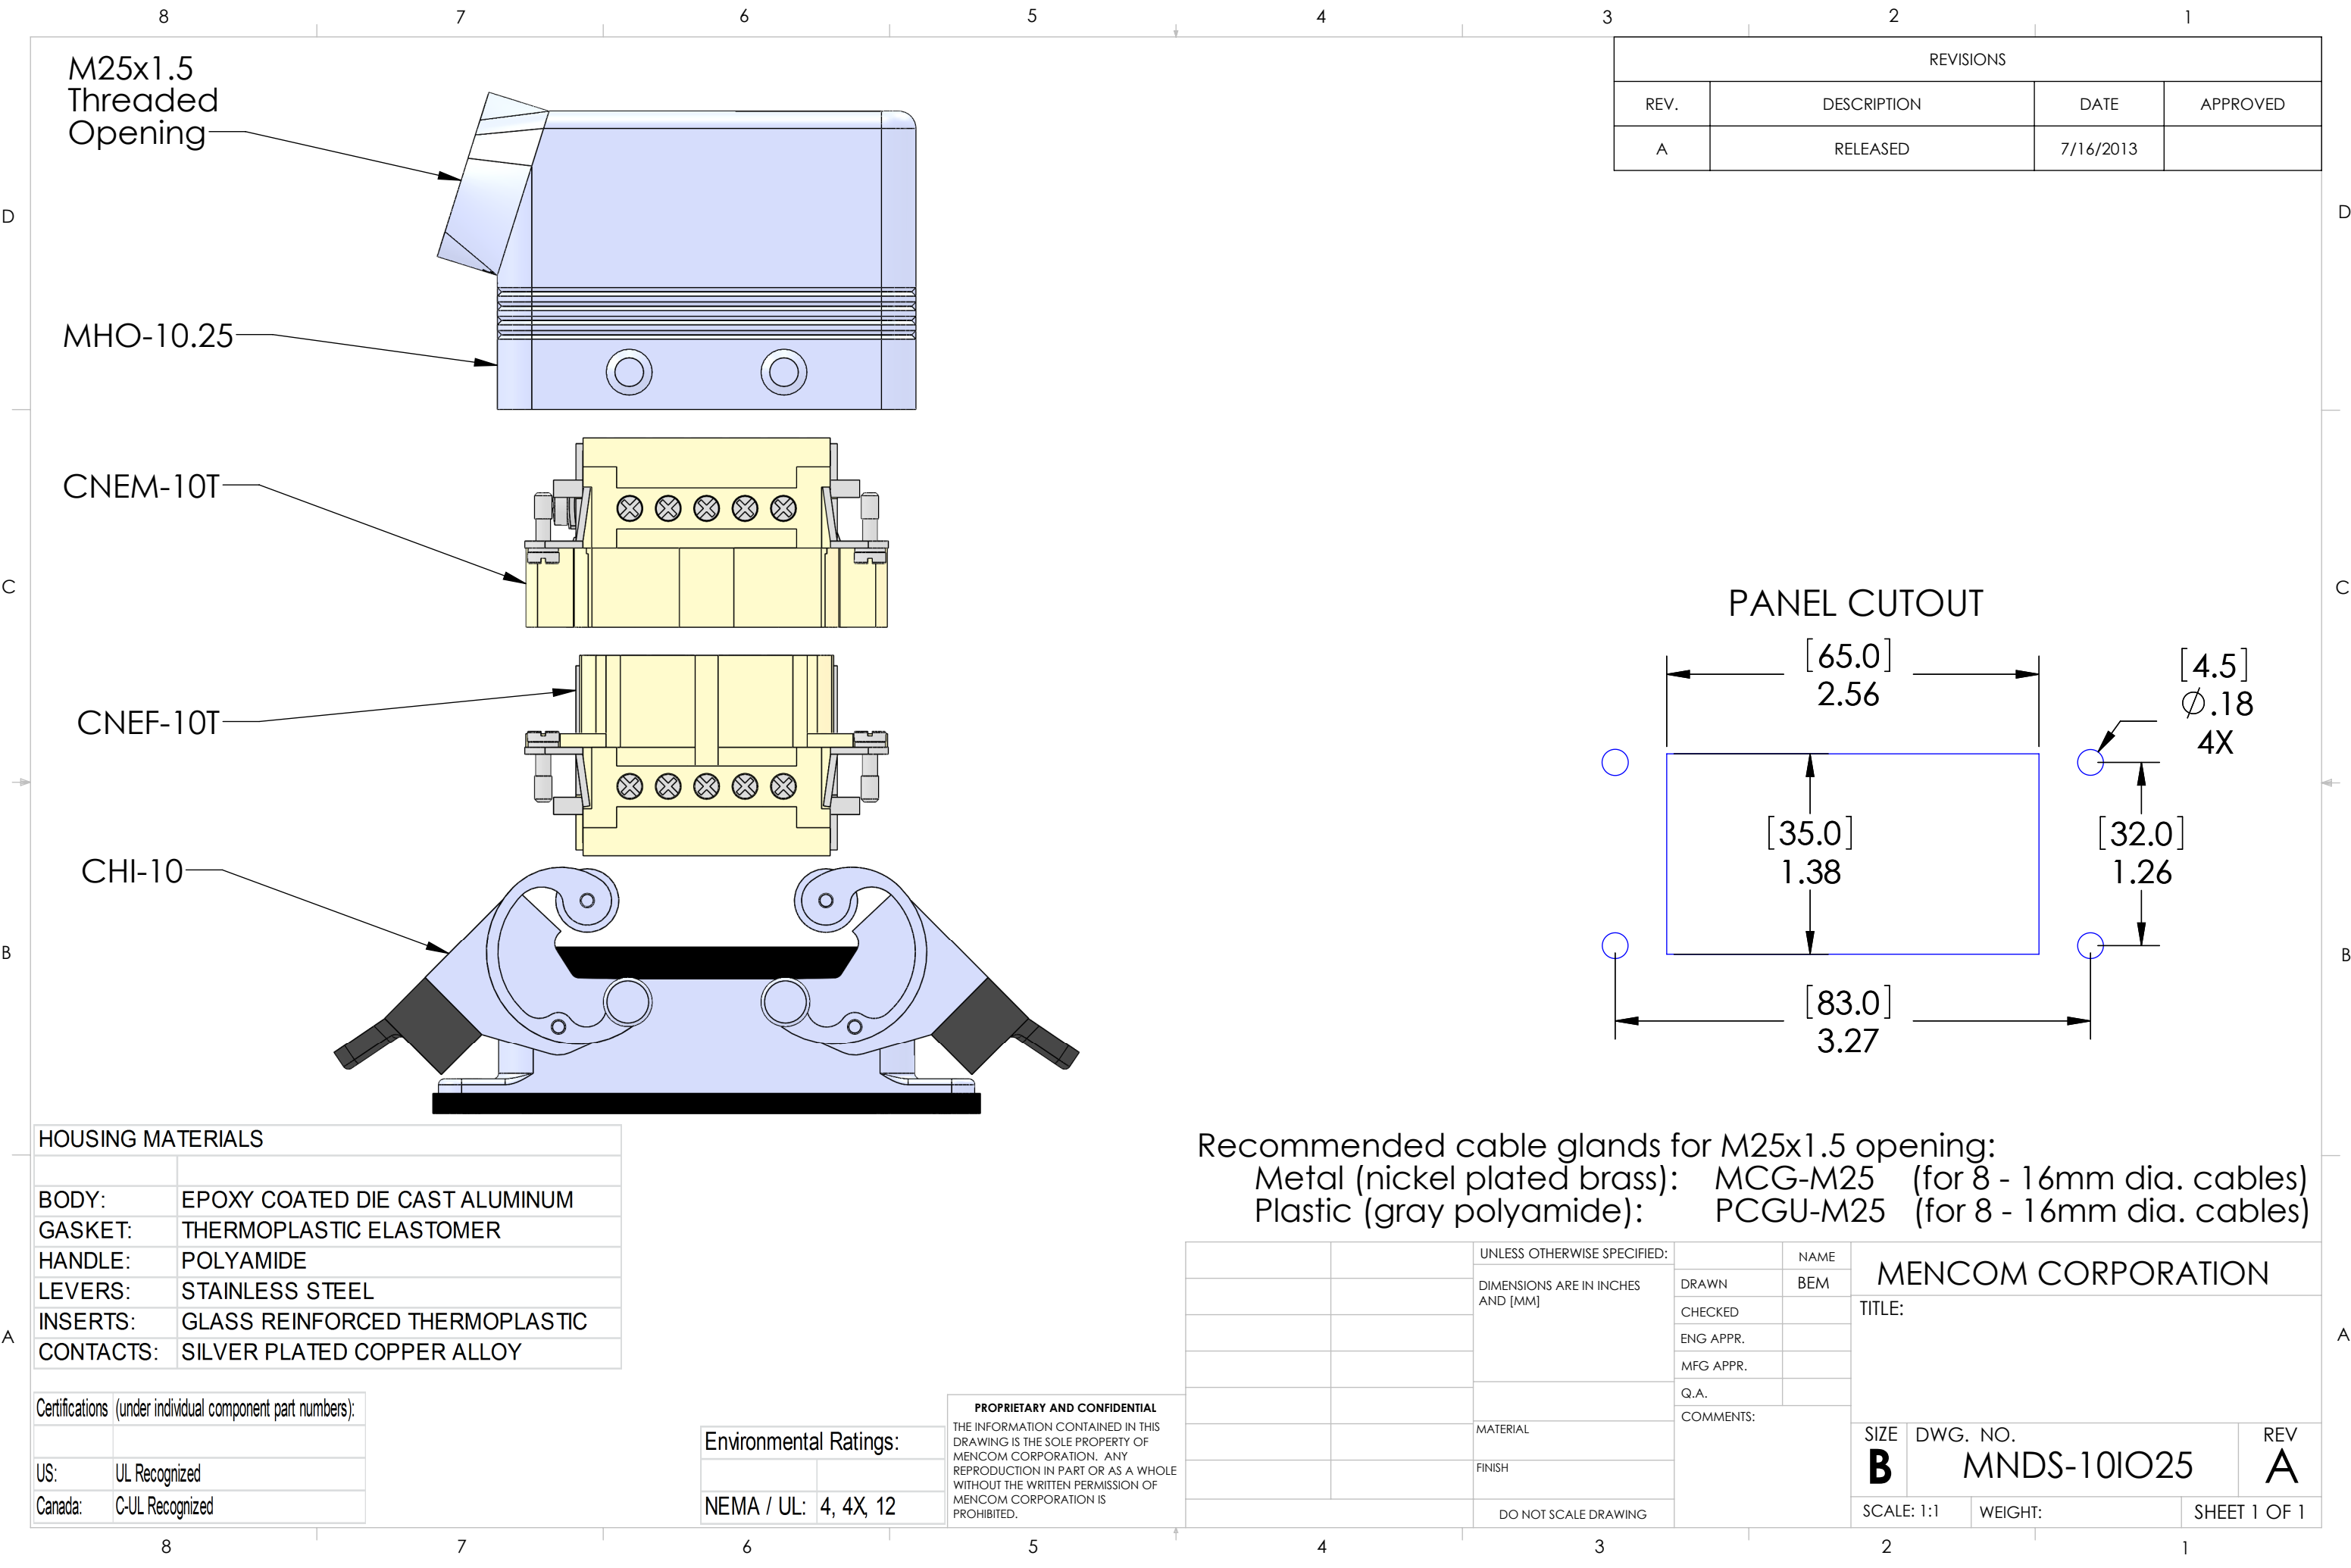 8 7 6 5 4 3 2 1
M25x1.5
Threaded
Opening
MHO-10.25
CNEM-10T
CNEF-10T
CHI-10
REVISIONS
REV. DESCRIPTION DATE APPROVED
A RELEASED 7/16/2013
D D
C C
B B
A A
PANEL CUTOUT
[65.0]
2.56
[4.5]
∅.18
4X
[35.0]
1.38
[32.0]
1.26
[83.0]
3.27
HOUSING MATERIALS
BODY: EPOXY COATED DIE CAST ALUMINUM
GASKET: THERMOPLASTIC ELASTOMER
HANDLE: POLYAMIDE
LEVERS: STAINLESS STEEL
INSERTS: GLASS REINFORCED THERMOPLASTIC
CONTACTS: SILVER PLATED COPPER ALLOY
Certifications (under individual component part numbers):
US: UL Recognized
Canada: C-UL Recognized
Environmental Ratings:
NEMA / UL: 4, 4X, 12
Recommended cable glands for M25x1.5 opening:
Metal (nickel plated brass): MCG-M25 (for 8 - 16mm dia. cables)
Plastic (gray polyamide): PCGU-M25 (for 8 - 16mm dia. cables)
PROPRIETARY AND CONFIDENTIAL
THE INFORMATION CONTAINED IN THIS
DRAWING IS THE SOLE PROPERTY OF
MENCOM CORPORATION. ANY
REPRODUCTION IN PART OR AS A WHOLE
WITHOUT THE WRITTEN PERMISSION OF
MENCOM CORPORATION IS
PROHIBITED.
UNLESS OTHERWISE SPECIFIED:
DIMENSIONS ARE IN INCHES
AND [MM]
MATERIAL
FINISH
DO NOT SCALE DRAWING
NAME
DRAWN BEM
CHECKED
ENG APPR.
MFG APPR.
Q.A.
COMMENTS:
MENCOM CORPORATION
TITLE:
SIZE DWG. NO. REV
B MNDS-10IO25 A
SCALE: 1:1 WEIGHT: SHEET 1 OF 1
8 7 6 5 4 3 2 1